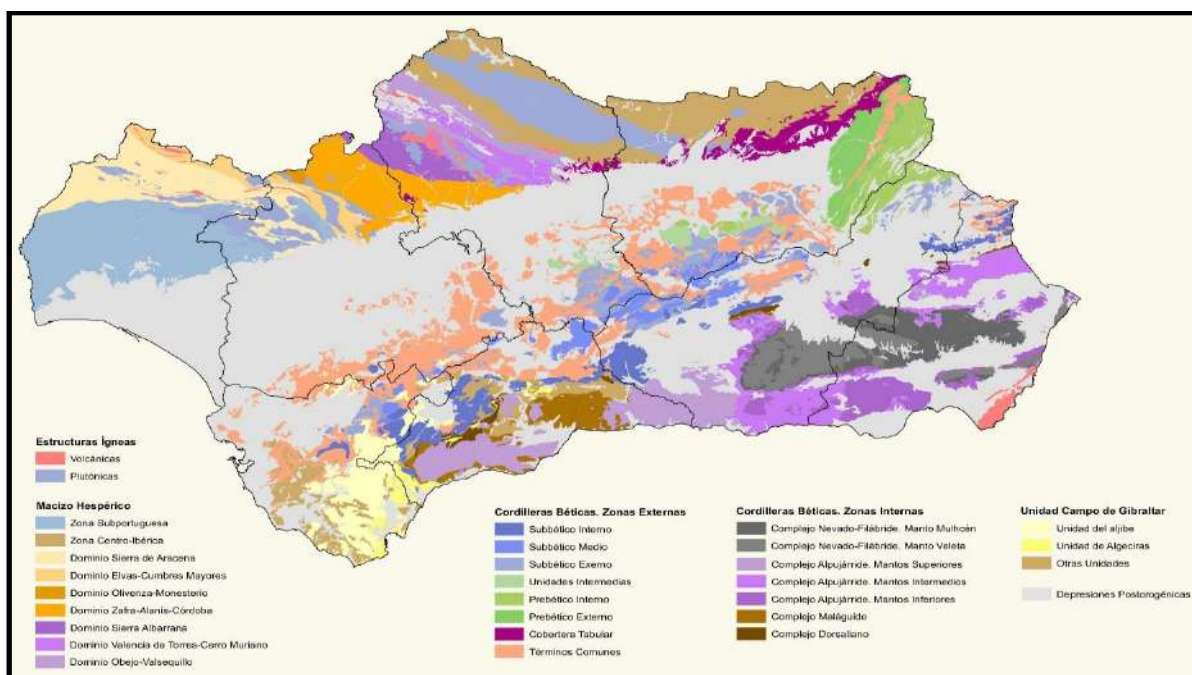 Estructuras Ígneas
Volcánicas
Plutónicas
Macizo Hespérico
Zona Subportuguesa
Zona Centro-Ibérica
Dominio Sierra de Aracena
Dominio Elvas-Cumbres Mayores
Dominio Olivenza-Monesterio
Dominio Zafra-Alanís-Córdoba
Dominio Sierra Albarrana
Dominio Valencia de Torres-Cerro Muriano
Dominio Obejo-Valsequillo
Cordilleras Béticas. Zonas Externas
Subbético Interno
Subbético Medio
Subbético Exerno
Unidades Intermedias
Prebético Interno
Prebético Externo
Cobertera Tabular
Términos Comunes
Cordilleras Béticas. Zonas Internas
Complejo Nevado-Filábride. Manto Mulhcén
Complejo Nevado-Filábride. Manto Veleta
Complejo Alpujárride. Mantos Superiores
Complejo Alpujárride. Mantos Intermedios
Complejo Alpujárride. Mantos Inferiores
Complejo Maláguide
Complejo Dorsaliano
Unidad Campo de Gibraltar
Unidad del aljibe
Unidad de Algeciras
Otras Unidades
Depresiones Postorogénicas